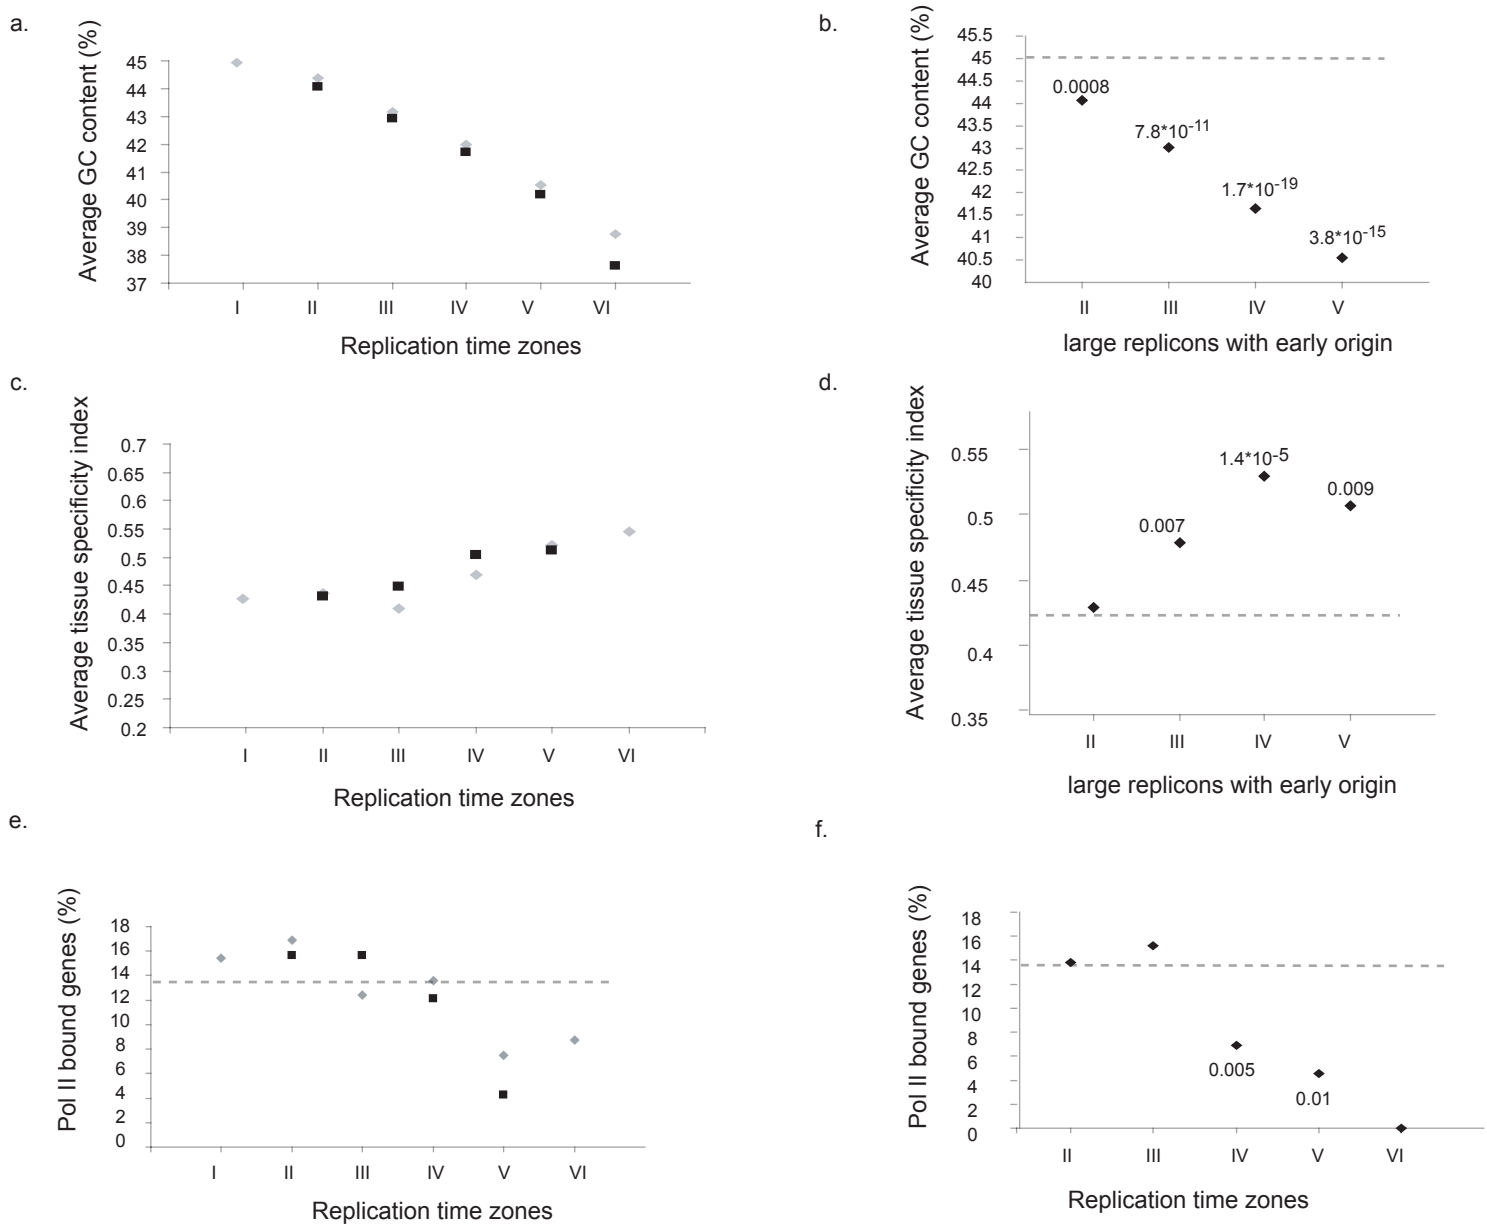 a.
Average GC content (%)
45
44
43
42
41
40
39
38
37
I II III IV V VI
Replication time zones
b.
Average GC content (%)
45.5
45
44.5
44
43.5
43
42.5
42
41.5
41
40.5
40
0.0008
7.8*10-11
1.7*10-19
3.8*10-15
II III IV V
large replicons with early origin
c.
Average tissue specificity index
0.7
0.65
0.6
0.55
0.5
0.45
0.4
0.35
0.3
0.25
0.2
I II III IV V VI
Replication time zones
d.
Average tissue specificity index
0.55
0.5
0.45
0.4
0.35
0.007
1.4*10-5
0.009
II III IV V
large replicons with early origin
e.
Pol II bound genes (%)
18
16
14
12
10
8
6
4
2
0
I II III IV V VI
Replication time zones
f.
Pol II bound genes (%)
18
16
14
12
10
8
6
4
2
0
0.005
0.01
II III IV V VI
Replication time zones